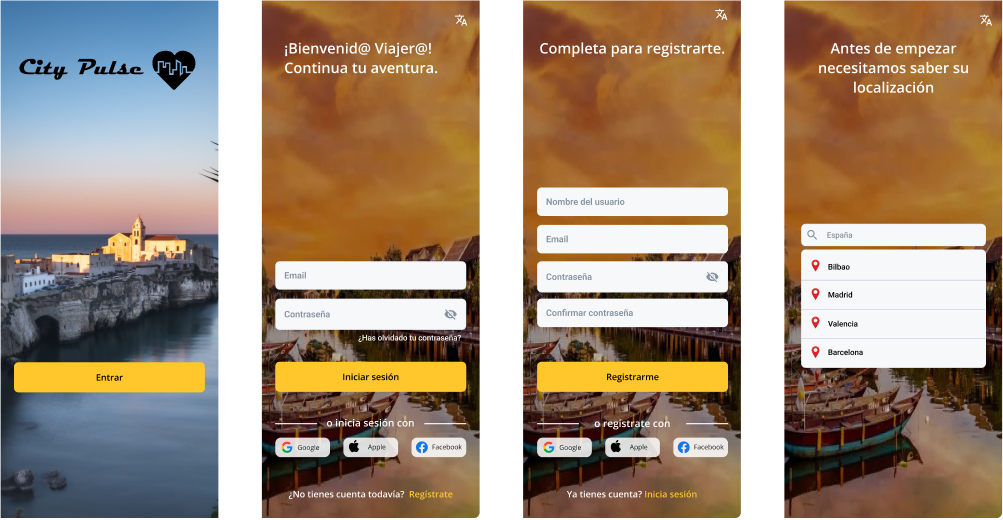 City Pulse
Entrar
¡Bienvenid@ Viajer@!
Continua tu aventura.
Email
Contraseña
¿Has olvidado tu contraseña?
Iniciar sesión
o inicia sesión con
Google
Apple
Facebook
¿No tienes cuenta todavía? Regístrate
Completa para registrarte.
Nombre del usuario
Email
Contraseña
Confirmar contraseña
Registrarme
o registrate con
Google
Apple
Facebook
Ya tienes cuenta? Inicia sesión
Antes de empezar
necesitamos saber su
localización
España
Bilbao
Madrid
Valencia
Barcelona